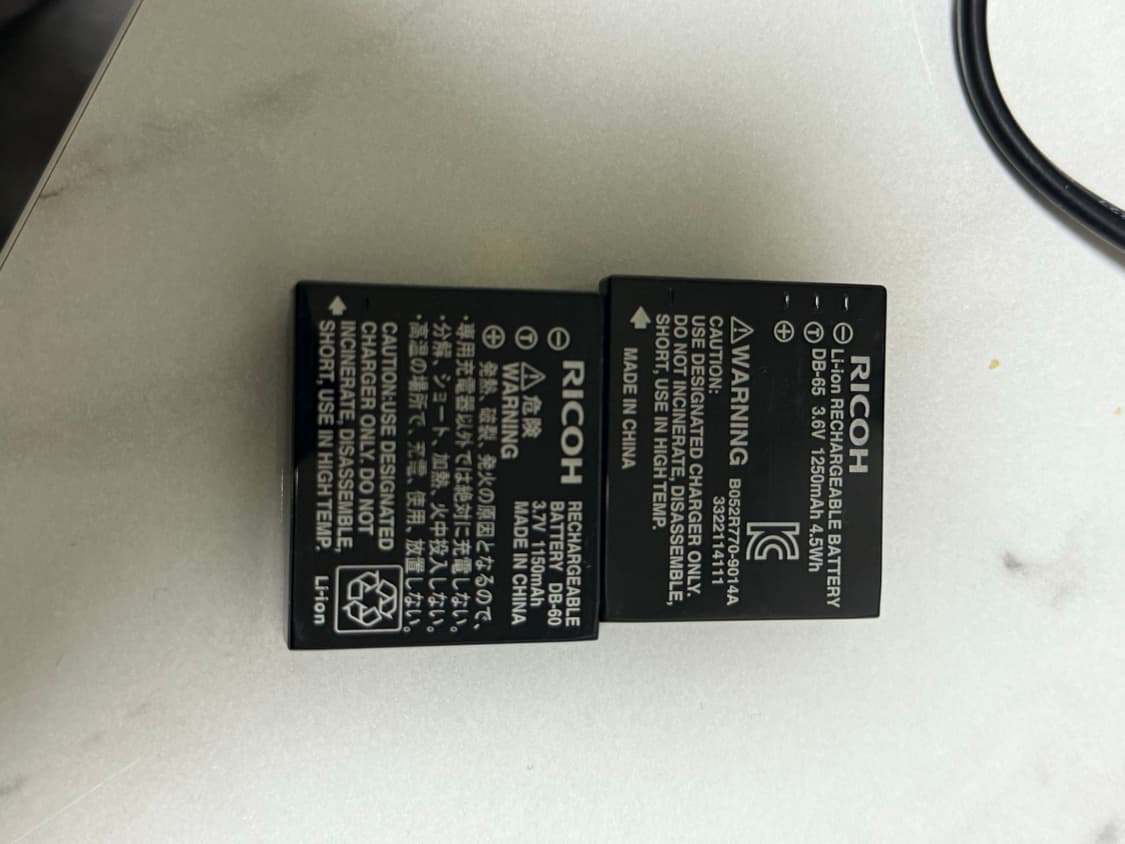 RICOH
⊖ Li-ion RECHARGEABLE BATTERY
Ⓣ DB-65 3.6V 1250mAh 4.5Wh
⊕
⚠WARNING B052R770-9014A
3322114111
CAUTION:
USE DESIGNATED CHARGER ONLY.
DO NOT INCINERATE, DISASSEMBLE,
SHORT, USE IN HIGH TEMP.
MADE IN CHINA
RICOH RECHARGEABLE
BATTERY DB-60
3.7V 1150mAh
MADE IN CHINA
⊖
Ⓣ ⚠危険
WARNING
⊕ 発熱、破裂、発火の原因となるので、
・専用充電器以外では絶対に充電しない。
・分解、ショート、加熱、火中投入しない。
・高温の場所で、充電、使用、放置しない。
CAUTION:USE DESIGNATED
CHARGER ONLY. DO NOT
INCINERATE, DISASSEMBLE,
SHORT, USE IN HIGH TEMP.
Li-ion